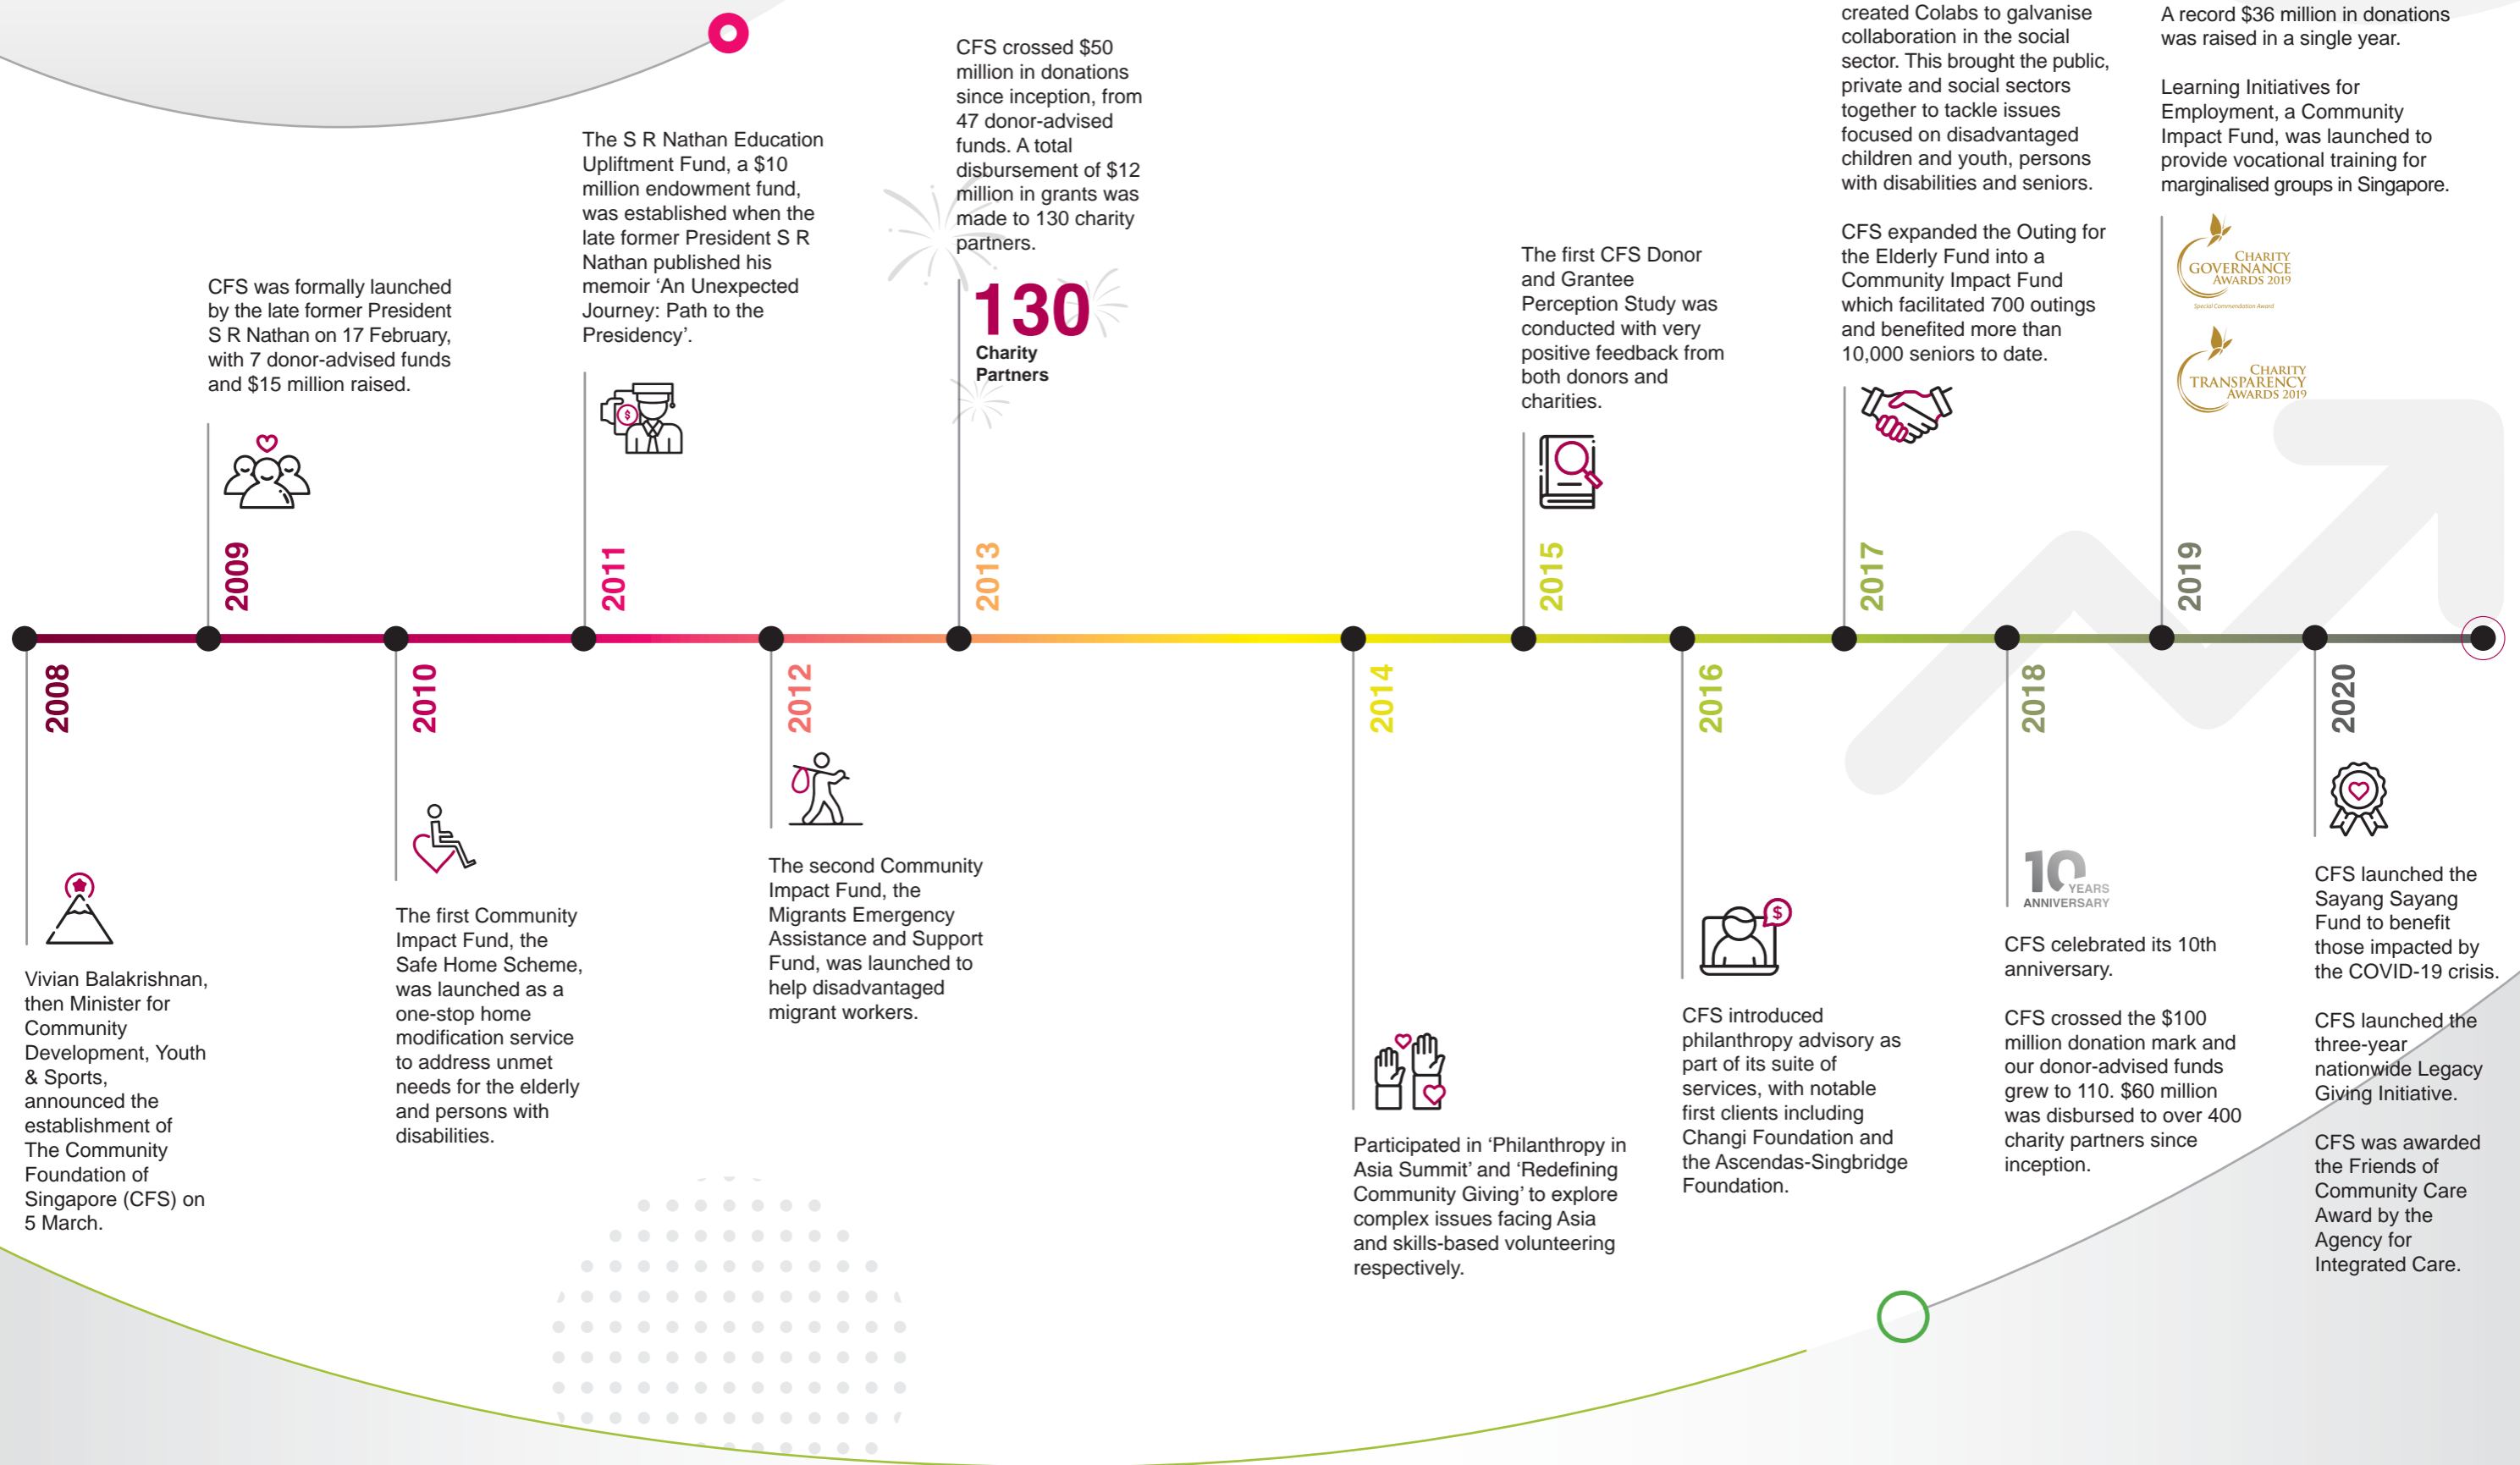 CFS was formally launched
by the late former President
S R Nathan on 17 February,
with 7 donor-advised funds
and $15 million raised.
2009
The S R Nathan Education
Upliftment Fund, a $10
million endowment fund,
was established when the
late former President S R
Nathan published his
memoir ‘An Unexpected
Journey: Path to the
Presidency’.
2011
CFS crossed $50
million in donations
since inception, from
47 donor-advised
funds. A total
disbursement of $12
million in grants was
made to 130 charity
partners.
130
Charity
Partners
2013
The first CFS Donor
and Grantee
Perception Study was
conducted with very
positive feedback from
both donors and
charities.
2015
created Colabs to galvanise
collaboration in the social
sector. This brought the public,
private and social sectors
together to tackle issues
focused on disadvantaged
children and youth, persons
with disabilities and seniors.
CFS expanded the Outing for
the Elderly Fund into a
Community Impact Fund
which facilitated 700 outings
and benefited more than
10,000 seniors to date.
2017
A record $36 million in donations
was raised in a single year.
Learning Initiatives for
Employment, a Community
Impact Fund, was launched to
provide vocational training for
marginalised groups in Singapore.
CHARITY
GOVERNANCE
AWARDS 2019
Special Commendation Award
CHARITY
TRANSPARENCY
AWARDS 2019
2019
2008
Vivian Balakrishnan,
then Minister for
Community
Development, Youth
& Sports,
announced the
establishment of
The Community
Foundation of
Singapore (CFS) on
5 March.
2010
The first Community
Impact Fund, the
Safe Home Scheme,
was launched as a
one-stop home
modification service
to address unmet
needs for the elderly
and persons with
disabilities.
2012
The second Community
Impact Fund, the
Migrants Emergency
Assistance and Support
Fund, was launched to
help disadvantaged
migrant workers.
2014
Participated in ‘Philanthropy in
Asia Summit’ and ‘Redefining
Community Giving’ to explore
complex issues facing Asia
and skills-based volunteering
respectively.
2016
$
CFS introduced
philanthropy advisory as
part of its suite of
services, with notable
first clients including
Changi Foundation and
the Ascendas-Singbridge
Foundation.
2018
10
YEARS
ANNIVERSARY
CFS celebrated its 10th
anniversary.
CFS crossed the $100
million donation mark and
our donor-advised funds
grew to 110. $60 million
was disbursed to over 400
charity partners since
inception.
2020
CFS launched the
Sayang Sayang
Fund to benefit
those impacted by
the COVID-19 crisis.
CFS launched the
three-year
nationwide Legacy
Giving Initiative.
CFS was awarded
the Friends of
Community Care
Award by the
Agency for
Integrated Care.